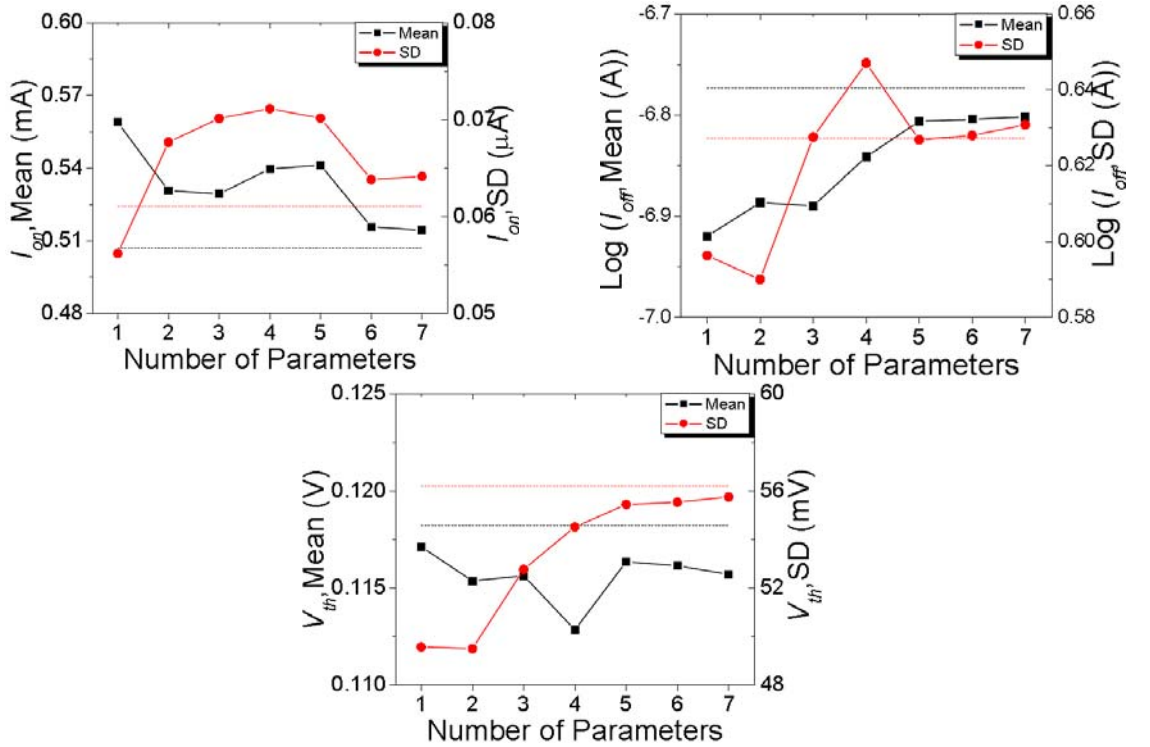 0.60
0.57
0.54
0.51
0.48
I_on, Mean (mA)
Mean
SD
0.08
0.07
0.06
0.05
I_on, SD (μA)
1 2 3 4 5 6 7
Number of Parameters
-6.7
-6.8
-6.9
-7.0
Log (I_off, Mean (A))
Mean
SD
0.66
0.64
0.62
0.60
0.58
Log (I_off, SD (A))
1 2 3 4 5 6 7
Number of Parameters
0.125
0.120
0.115
0.110
V_th, Mean (V)
Mean
SD
60
56
52
48
V_th, SD (mV)
1 2 3 4 5 6 7
Number of Parameters